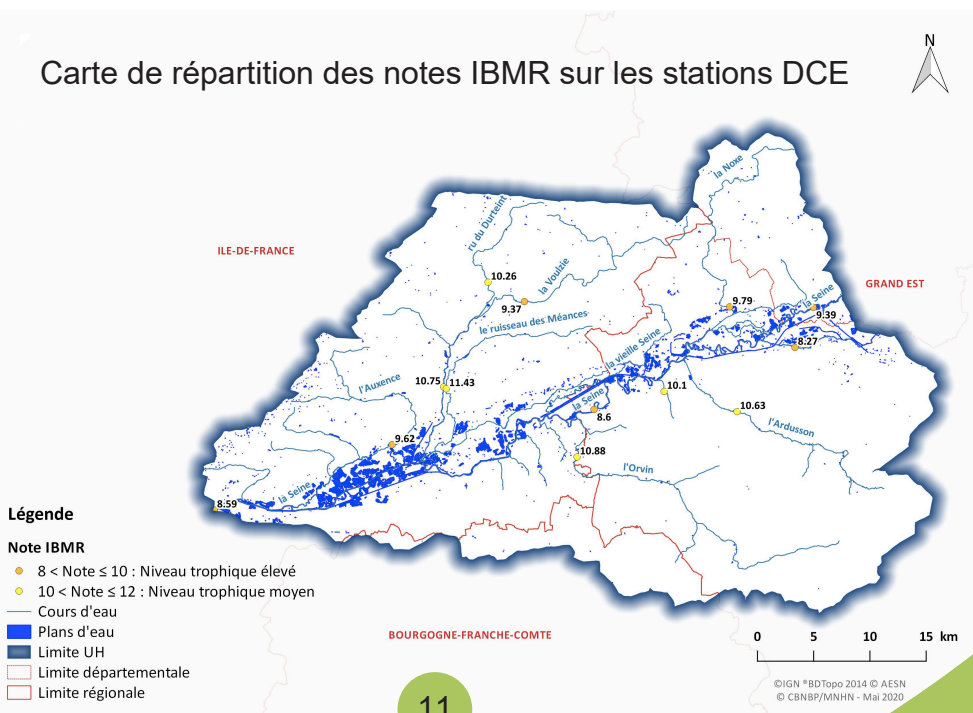 Carte de répartition des notes IBMR sur les stations DCE
N
la Noxe
ru du Durteint
ILE-DE-FRANCE
10.26
la Voulzie
9.37
GRAND EST
9.79
la Seine
9.39
le ruisseau des Méances
la vieille Seine
8.27
l'Auxence
10.75
11.43
la Seine
10.1
8.6
10.63
l'Ardusson
9.62
10.88
l'Orvin
la Seine
8.59
Légende
Note IBMR
8 < Note ≤ 10 : Niveau trophique élevé
10 < Note ≤ 12 : Niveau trophique moyen
Cours d'eau
Plans d'eau
Limite UH
Limite départementale
Limite régionale
BOURGOGNE-FRANCHE-COMTE
0 5 10 15 km
©IGN ®BDTopo 2014 © AESN
© CBNBP/MNHN - Mai 2020
11